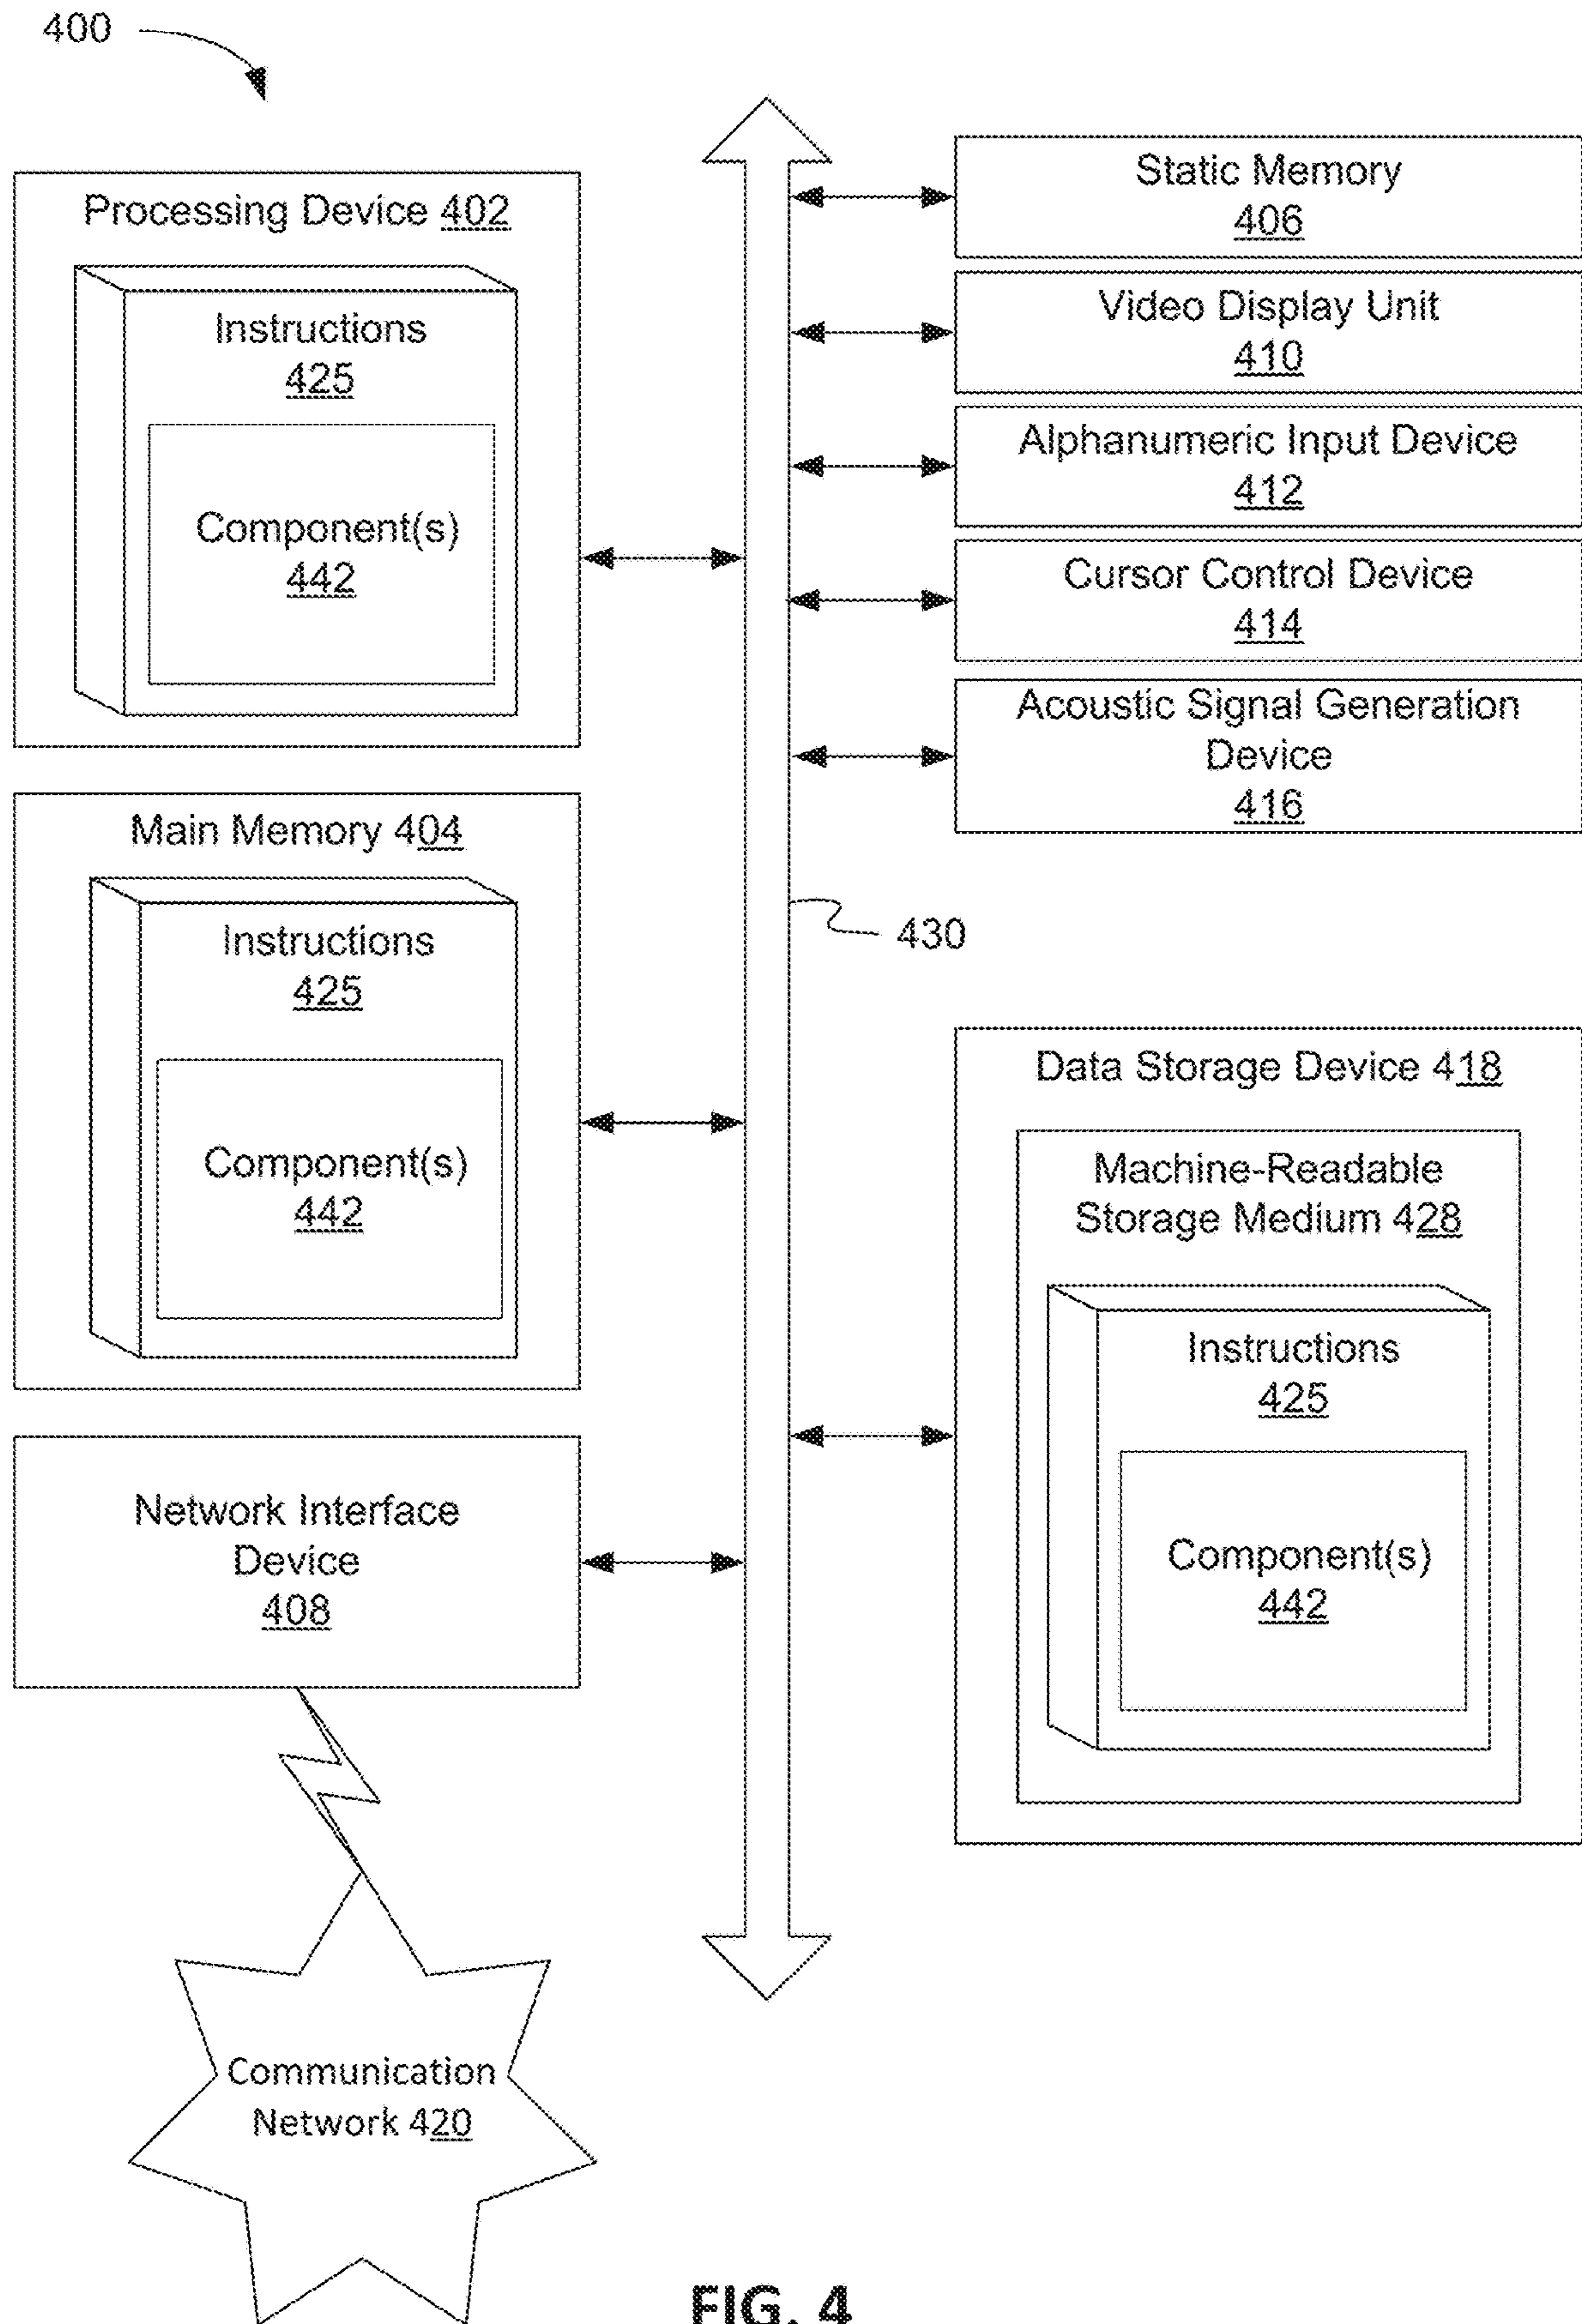 400
Processing Device 402
Instructions
425
Component(s)
442
Main Memory 404
Instructions
425
Component(s)
442
Network Interface
Device
408
Communication
Network 420
Static Memory
406
Video Display Unit
410
Alphanumeric Input Device
412
Cursor Control Device
414
Acoustic Signal Generation
Device
416
430
Data Storage Device 418
Machine-Readable
Storage Medium 428
Instructions
425
Component(s)
442
FIG. 4